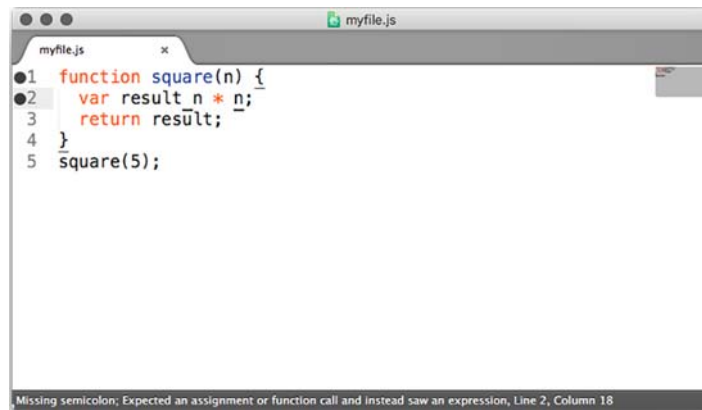 myfile.js
myfile.js ×
1 function square(n) {
2 var result n * n;
3 return result;
4 }
5 square(5);
Missing semicolon; Expected an assignment or function call and instead saw an expression, Line 2, Column 18